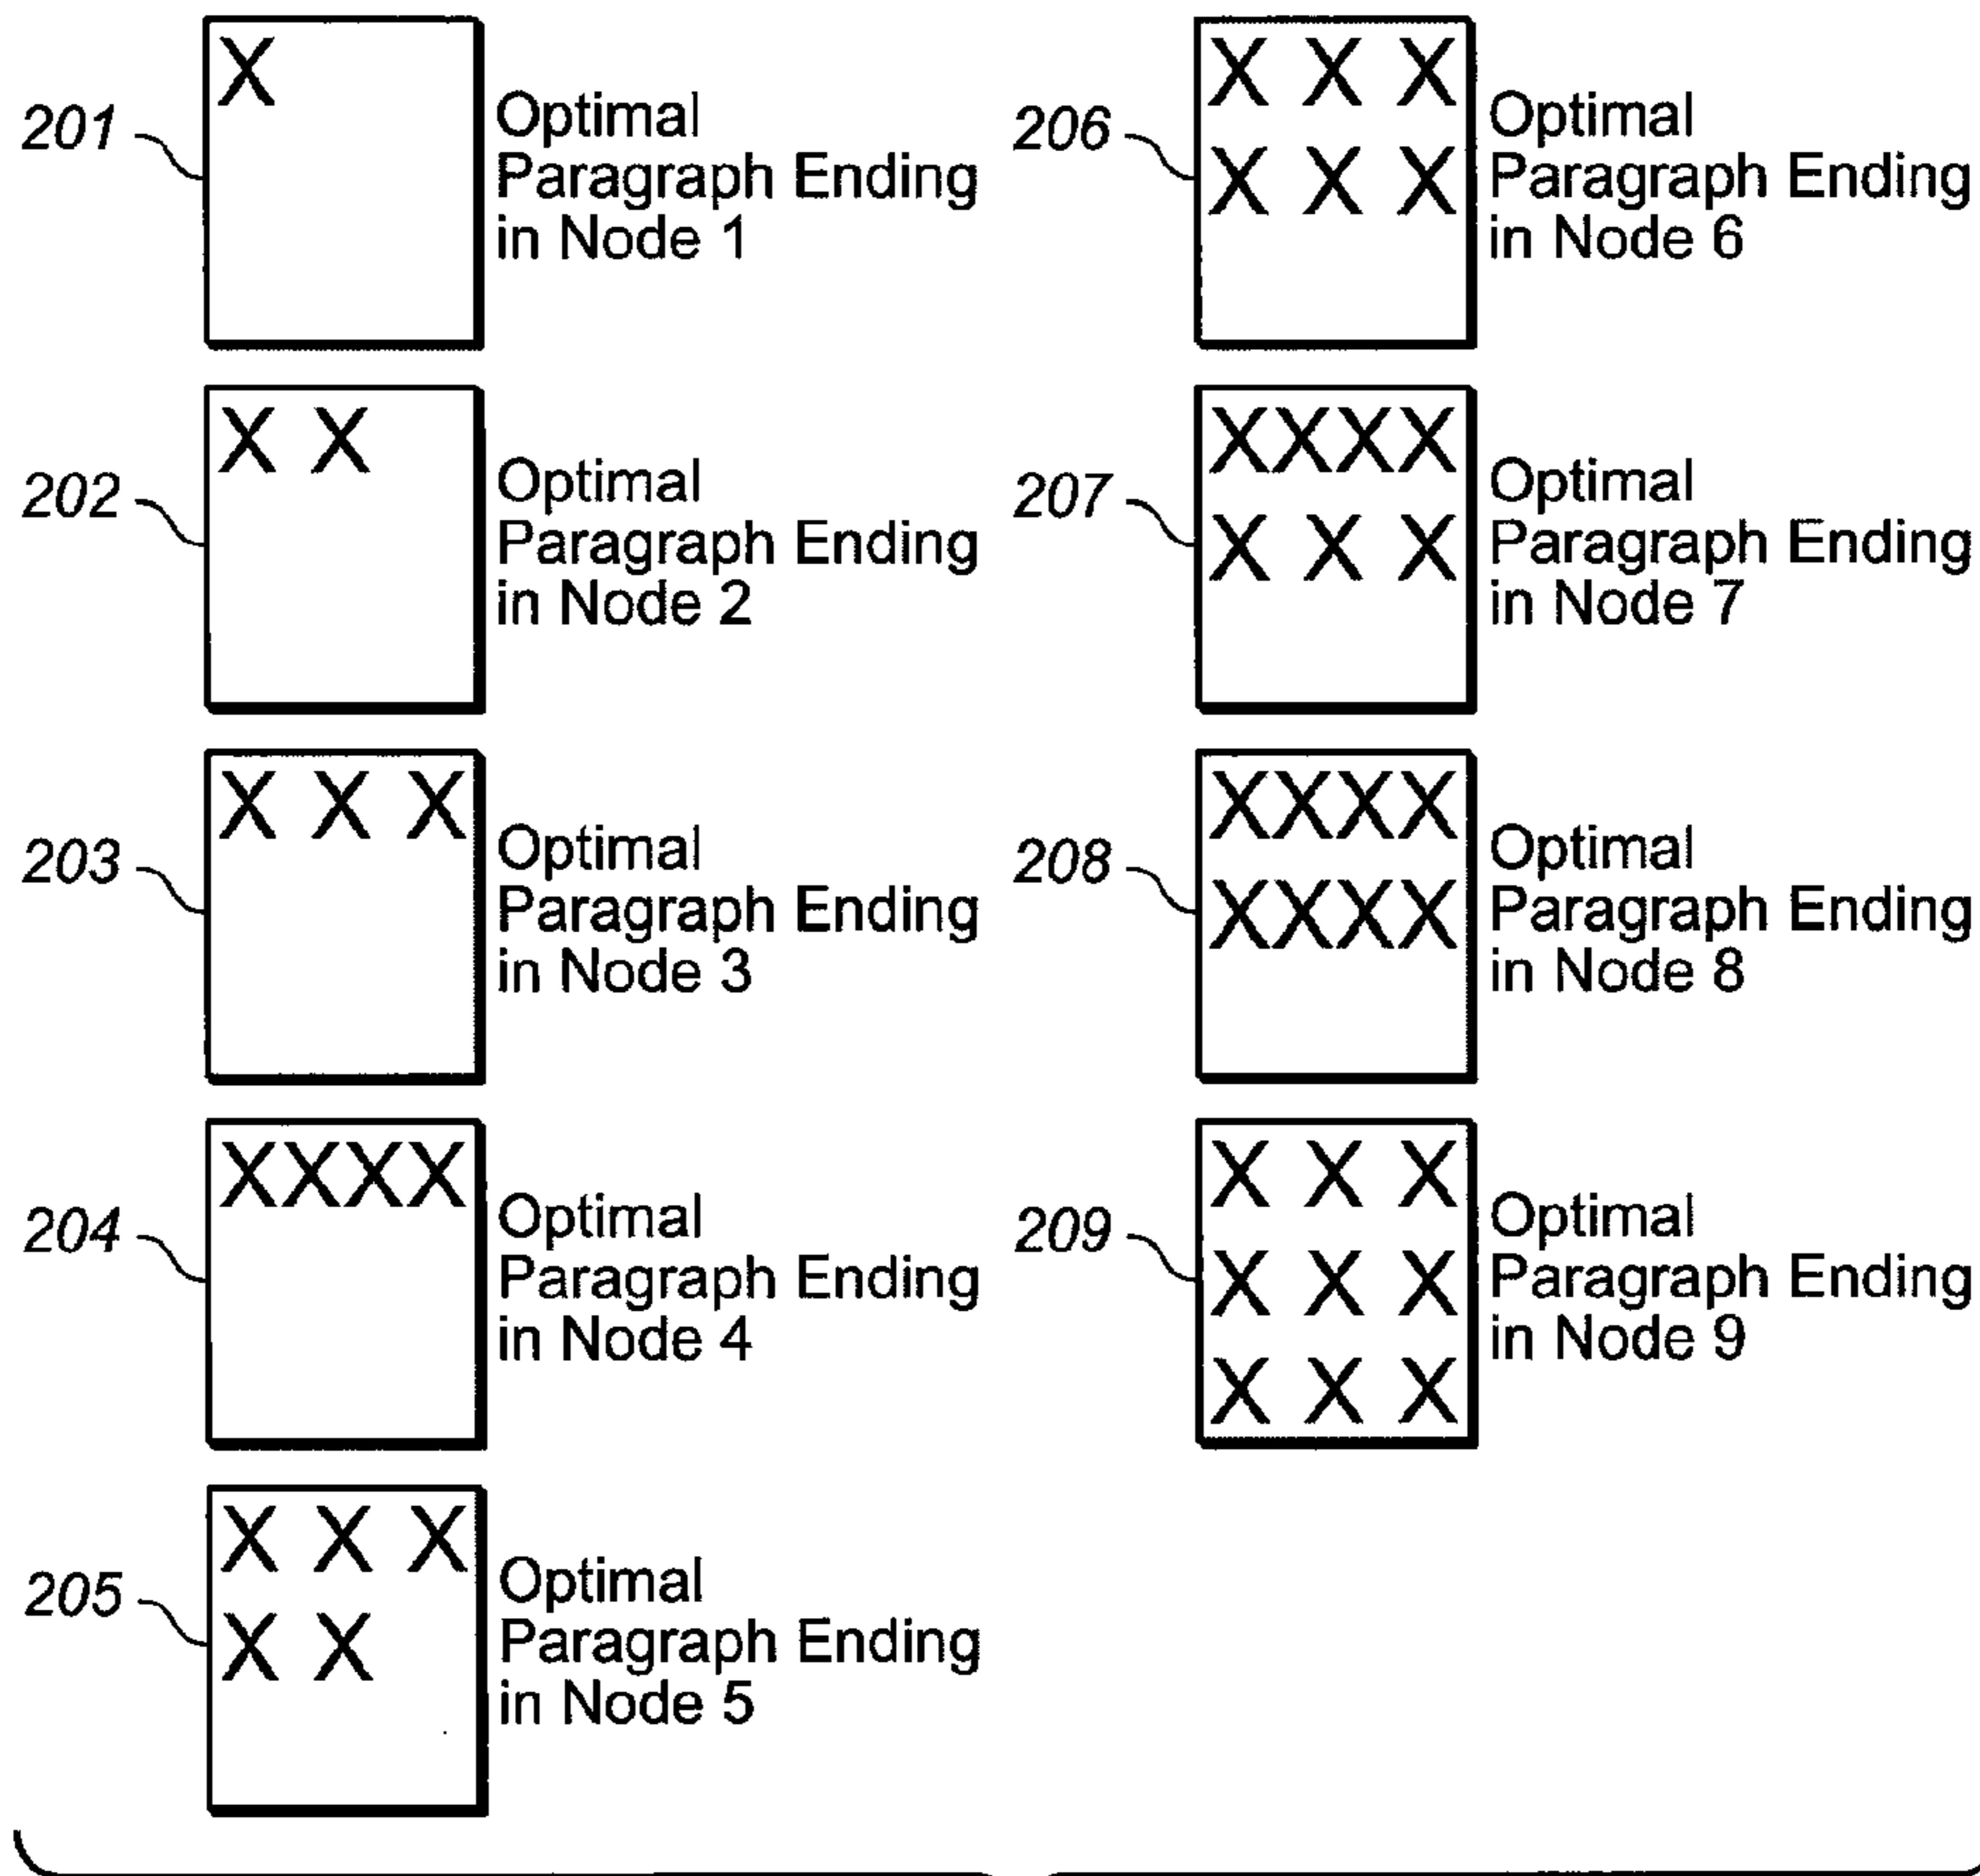 X
201
Optimal
Paragraph Ending
in Node 1
X X
202
Optimal
Paragraph Ending
in Node 2
X X X
203
Optimal
Paragraph Ending
in Node 3
XXXX
204
Optimal
Paragraph Ending
in Node 4
X X X
X X
205
Optimal
Paragraph Ending
in Node 5
X X X
X X X
206
Optimal
Paragraph Ending
in Node 6
XXXX
X X X
207
Optimal
Paragraph Ending
in Node 7
XXXX
XXXX
208
Optimal
Paragraph Ending
in Node 8
X X X
X X X
X X X
209
Optimal
Paragraph Ending
in Node 9